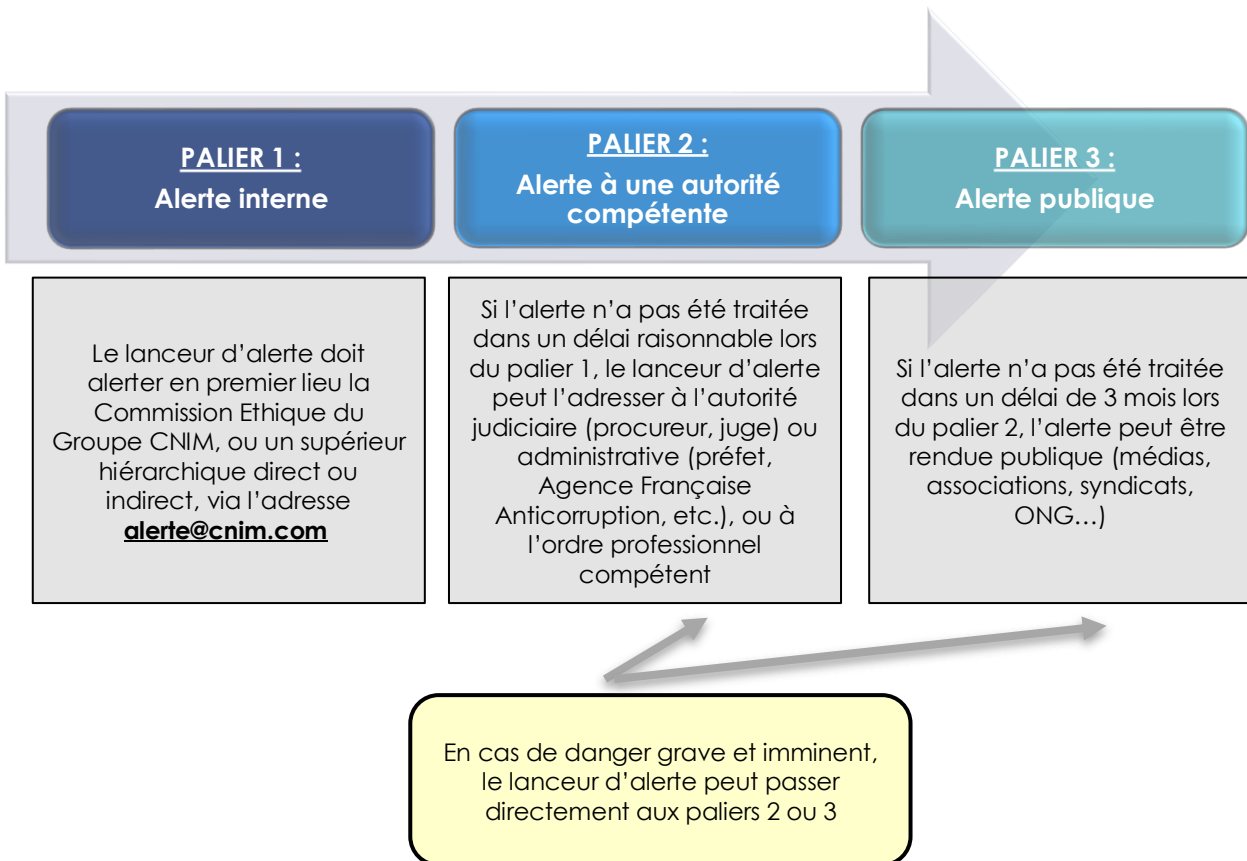 PALIER 1 :
Alerte interne
PALIER 2 :
Alerte à une autorité
compétente
PALIER 3 :
Alerte publique
Le lanceur d’alerte doit
alerter en premier lieu la
Commission Ethique du
Groupe CNIM, ou un supérieur
hiérarchique direct ou
indirect, via l’adresse
alerte@cnim.com
Si l’alerte n’a pas été traitée
dans un délai raisonnable lors
du palier 1, le lanceur d’alerte
peut l’adresser à l’autorité
judiciaire (procureur, juge) ou
administrative (préfet,
Agence Française
Anticorruption, etc.), ou à
l’ordre professionnel
compétent
Si l’alerte n’a pas été traitée
dans un délai de 3 mois lors
du palier 2, l’alerte peut être
rendue publique (médias,
associations, syndicats,
ONG…)
En cas de danger grave et imminent,
le lanceur d’alerte peut passer
directement aux paliers 2 ou 3